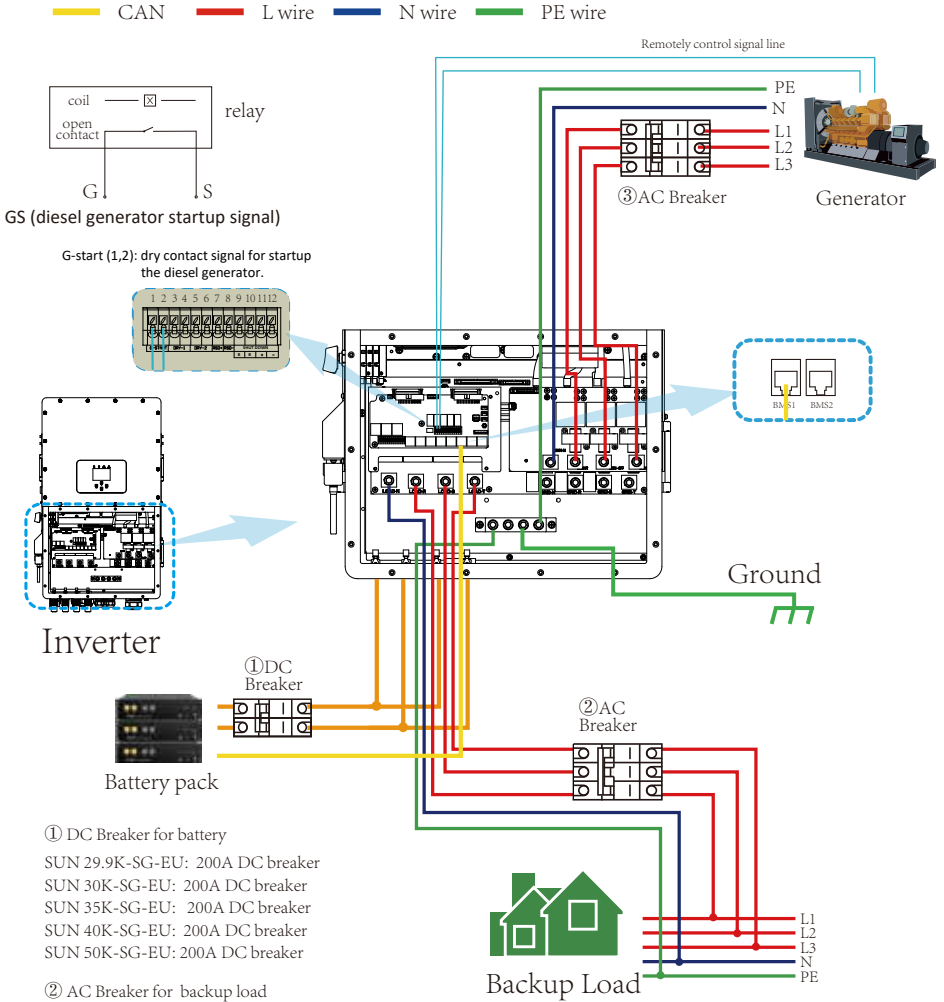 CAN L wire N wire PE wire
Remotely control signal line
PE
N
L1
L2
L3
coil
open
contact
relay
G S
GS (diesel generator startup signal)
③AC Breaker
Generator
G-start (1,2): dry contact signal for startup
the diesel generator.
1 2 3 4 5 6 7 8 9 10 11 12
BMS1 BMS2
Inverter
Ground
①DC
Breaker
②AC
Breaker
Battery pack
① DC Breaker for battery
SUN 29.9K-SG-EU: 200A DC breaker
SUN 30K-SG-EU: 200A DC breaker
SUN 35K-SG-EU: 200A DC breaker
SUN 40K-SG-EU: 200A DC breaker
SUN 50K-SG-EU: 200A DC breaker
② AC Breaker for backup load
Backup Load
L1
L2
L3
N
PE